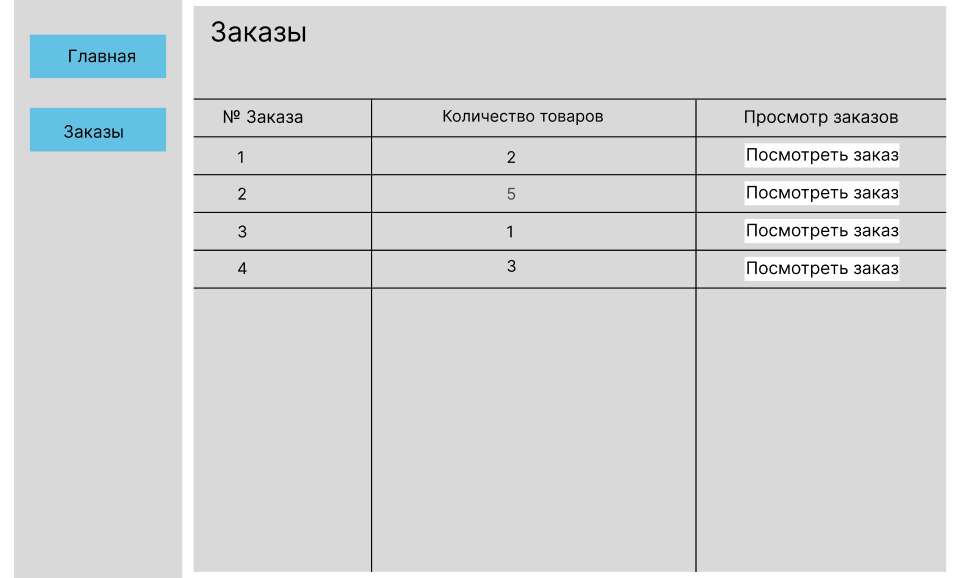 Главная
Заказы
Заказы
№ Заказа Количество товаров Просмотр заказов
1 2 Посмотреть заказ
2 5 Посмотреть заказ
3 1 Посмотреть заказ
4 3 Посмотреть заказ